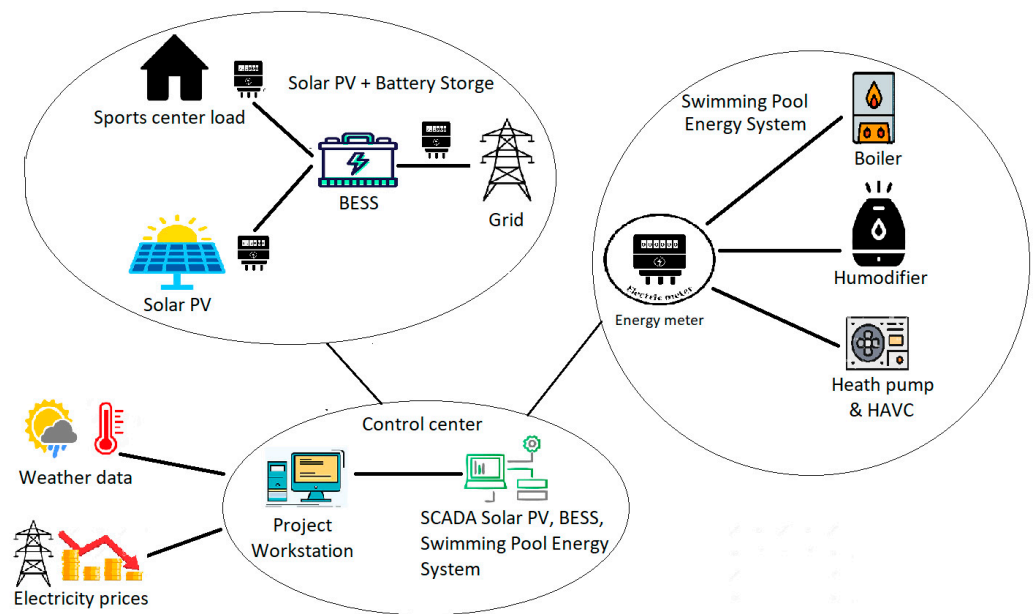 Solar PV + Battery Storge
Sports center load
BESS
Grid
Solar PV
Swimming Pool
Energy System
Boiler
Humodifier
Electric meter
Energy meter
Heath pump
& HAVC
Control center
Weather data
Project
Workstation
SCADA Solar PV, BESS,
Swimming Pool Energy
System
Electricity prices